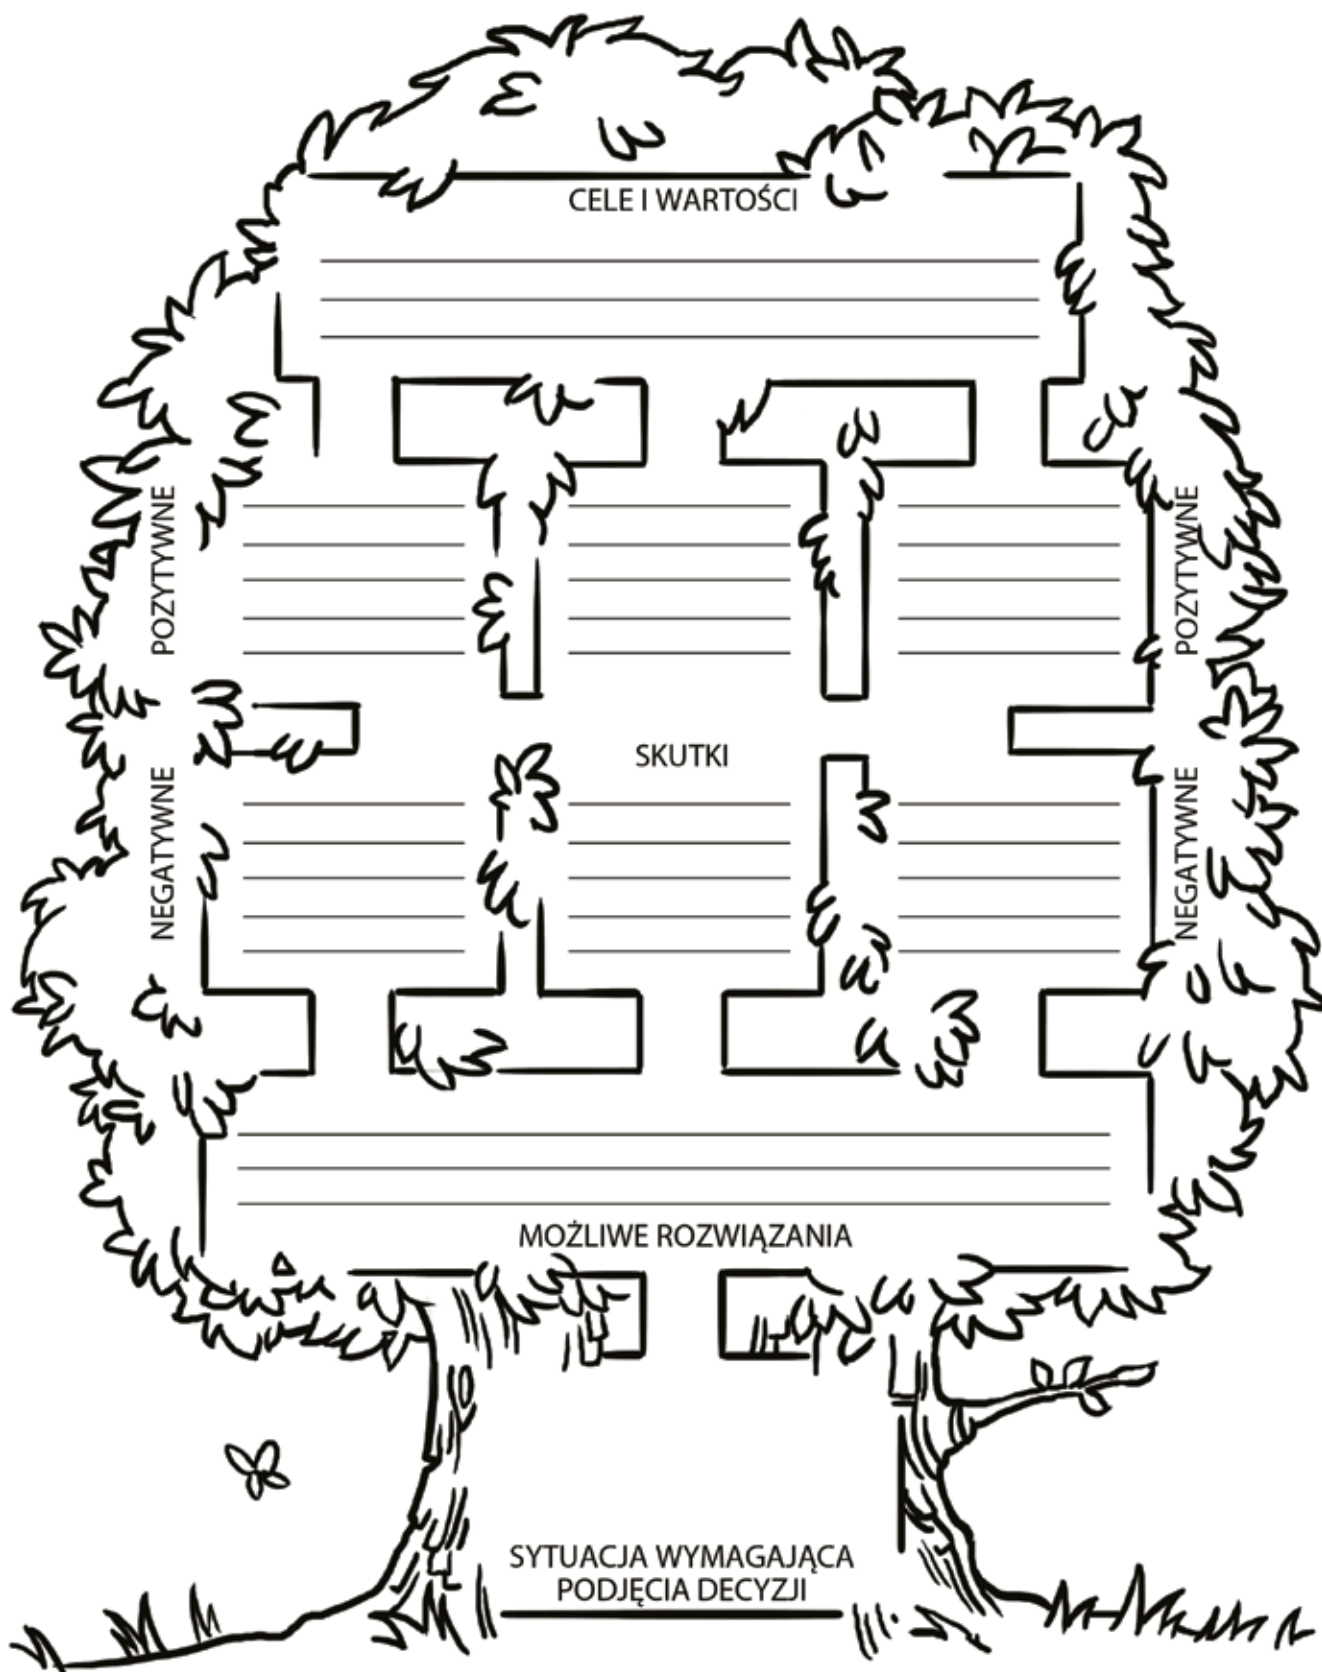 CELE I WARTOŚCI
POZYTYWNE
POZYTYWNE
SKUTKI
NEGATYWNE
NEGATYWNE
MOŻLIWE ROZWIĄZANIA
SYTUACJA WYMAGAJĄCA
PODJĘCIA DECYZJI